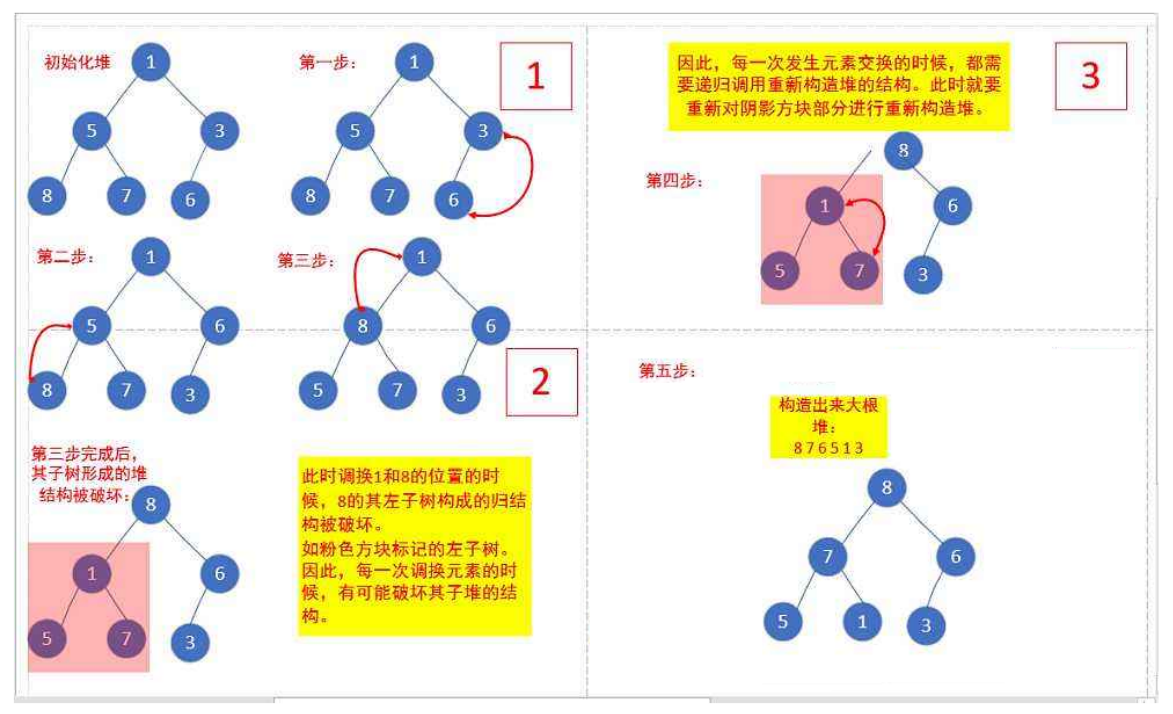 初始化堆
1
5
3
8
7
6
第一步：
1
5
3
8
7
6
1
第二步：
1
5
6
8
7
3
第三步：
1
8
6
5
7
3
2
第三步完成后，
其子树形成的堆
结构被破坏：
8
1
6
5
7
3
此时调换1和8的位置的时
候，8的其左子树构成的归结
构被破坏。
如粉色方块标记的左子树。
因此，每一次调换元素的时
候，有可能破坏其子堆的结
构。
因此，每一次发生元素交换的时候，都需
要递归调用重新构造堆的结构。此时就要
重新对阴影方块部分进行重新构造堆。
3
第四步：
8
1
6
5
7
3
第五步：
构造出来大根
堆：
8 7 6 5 1 3
8
7
6
5
1
3